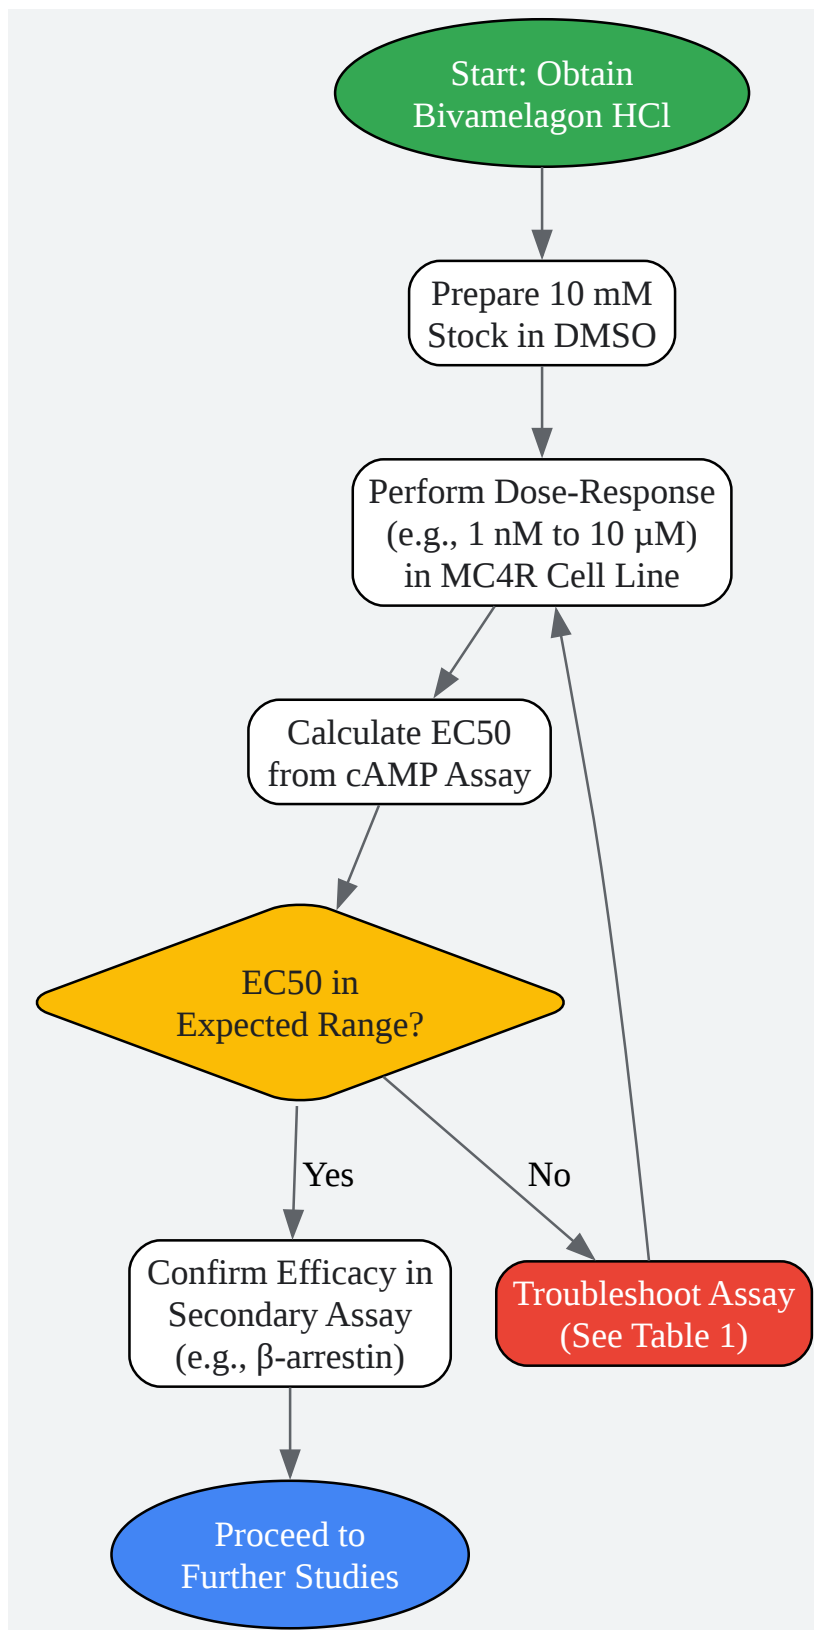 Start: Obtain
Bivamelagon HCl
Prepare 10 mM
Stock in DMSO
Perform Dose-Response
(e.g., 1 nM to 10 µM)
in MC4R Cell Line
Calculate EC50
from cAMP Assay
EC50 in
Expected Range?
Yes
No
Confirm Efficacy in
Secondary Assay
(e.g., β-arrestin)
Troubleshoot Assay
(See Table 1)
Proceed to
Further Studies